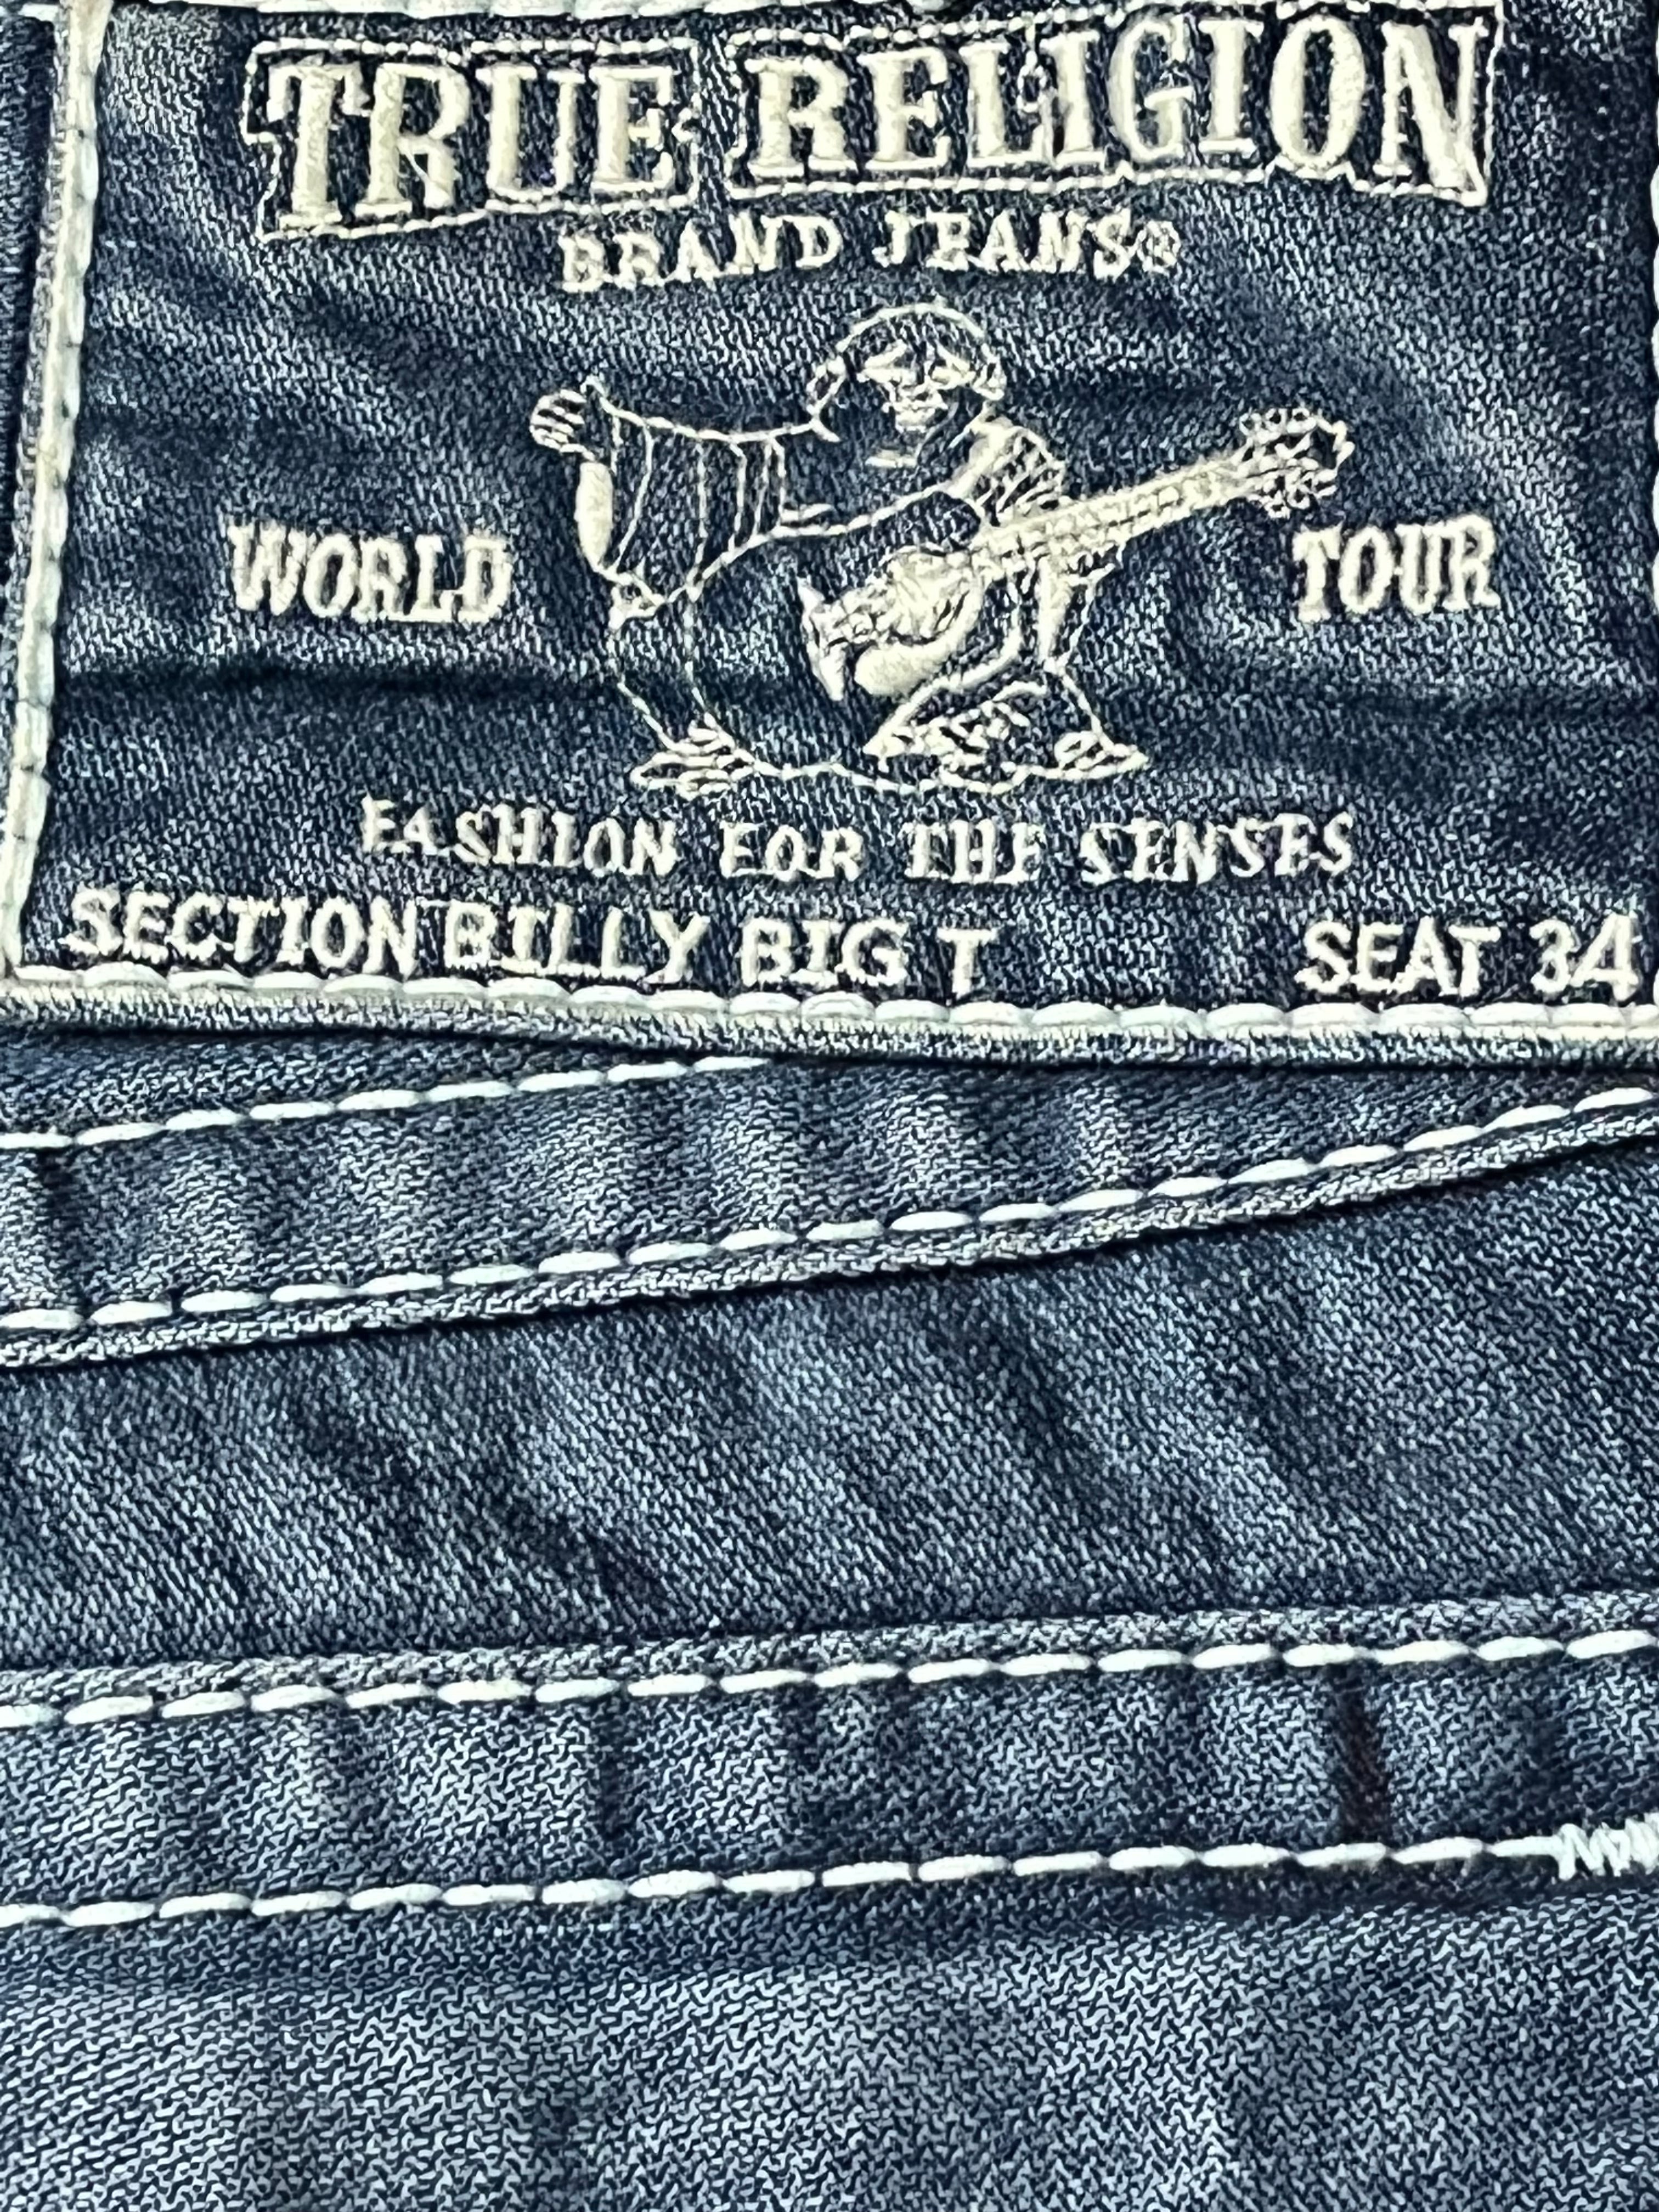 TRUE RELIGION
BRAND JEANS®
WORLD TOUR
FASHION FOR THE SENSES
SECTION BILLY BIG T SEAT 34